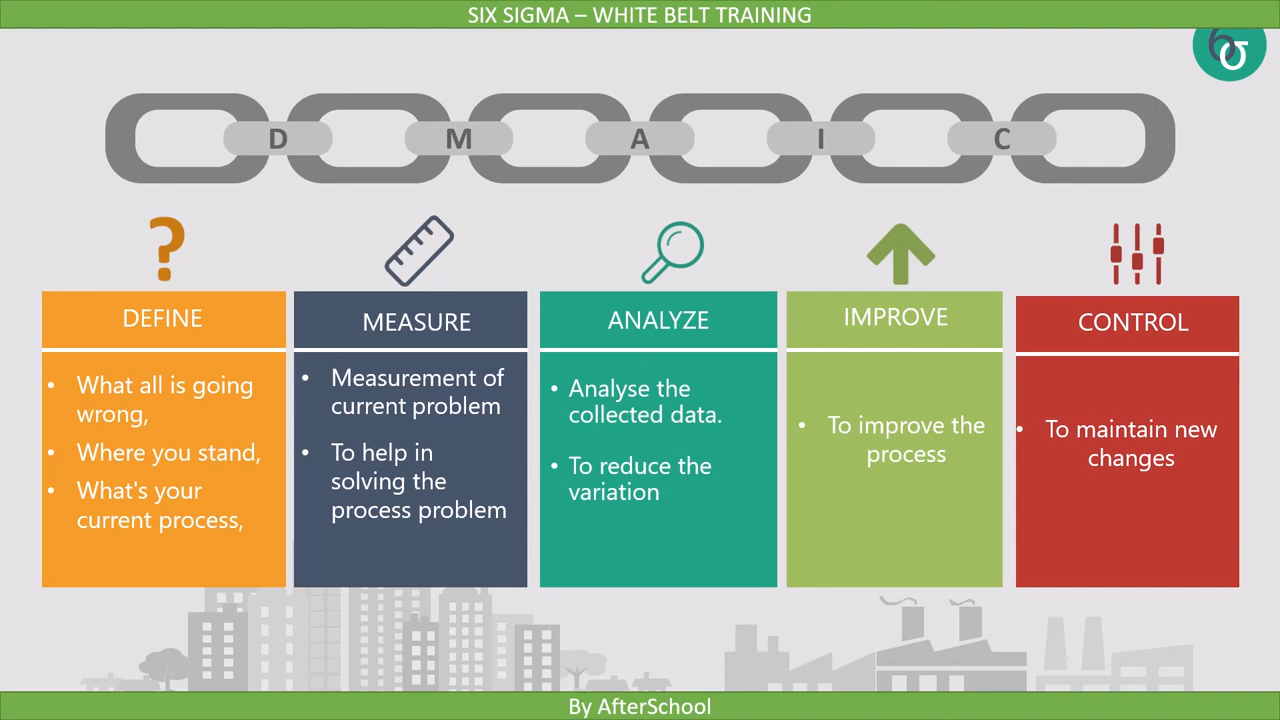 SIX SIGMA – WHITE BELT TRAINING
6σ
D M A I C
?
DEFINE
• What all is going
wrong,
• Where you stand,
• What's your
current process,
MEASURE
• Measurement of
current problem
• To help in
solving the
process problem
ANALYZE
• Analyse the
collected data.
• To reduce the
variation
IMPROVE
• To improve the
process
CONTROL
• To maintain new
changes
By AfterSchool